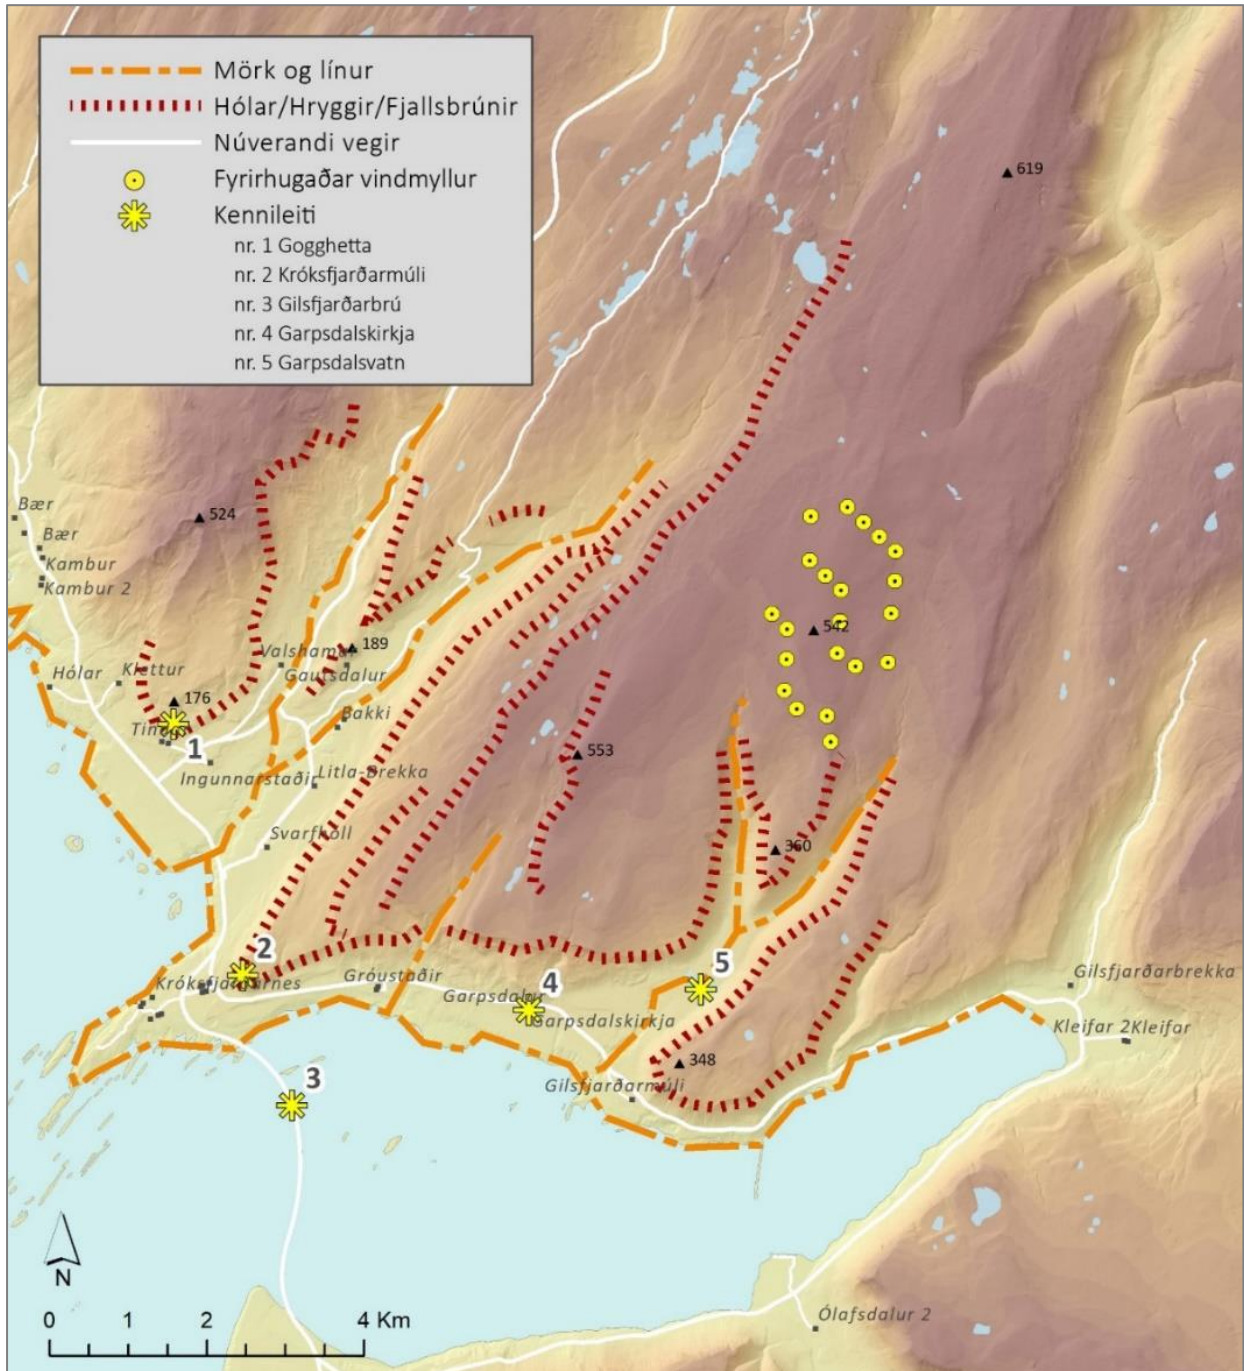 Mörk og línur
Hólar/Hryggir/Fjallsbrúnir
Núverandi vegir
Fyrirhugaðar vindmyllur
Kennileiti
nr. 1 Gogghetta
nr. 2 Króksfjarðarmúli
nr. 3 Gilsfjarðarbrú
nr. 4 Garpsdalskirkja
nr. 5 Garpsdalsvatn
619
Bær
524
Bær
Kambur
Kambur 2
542
189
Valshamar
Gautsdalur
Hólar
Klettur
176
Bakki
1
553
Ingunnarstaðir
Litla-Brekka
Svarfhóll
360
2
5
Gróustaðir
4
Gilsfjarðarbrekka
Króksfjarðarnes
Garpsdalur
Garpsdalskirkja
Kleifar 2
Kleifar
348
3
Gilsfjarðarmúli
N
0 1 2 4 Km
Ólafsdalur 2